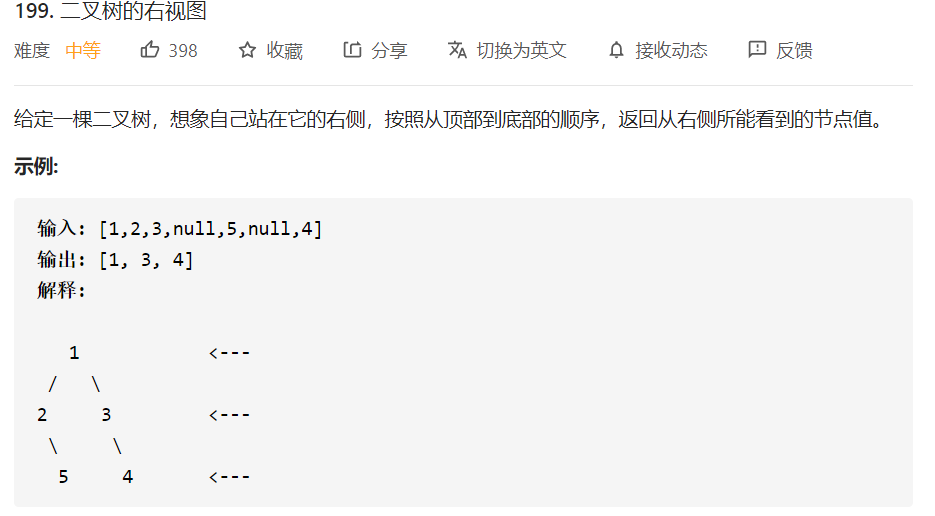 199. 二叉树的右视图
难度 中等 398 收藏 分享 切换为英文 接收动态 反馈
给定一棵二叉树，想象自己站在它的右侧，按照从顶部到底部的顺序，返回从右侧所能看到的节点值。
示例:
输入: [1,2,3,null,5,null,4]
输出: [1, 3, 4]
解释:
1 <---
/ \
2 3 <---
\ \
5 4 <---